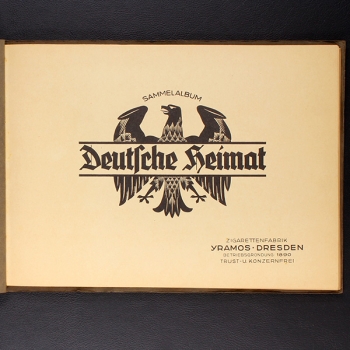 SAMMELALBUM
Deutsche Heimat
ZIGARETTENFABRIK
YRAMOS · DRESDEN
BETRIEBSGRÜNDUNG 1890
TRUST- U. KONZERNFREI